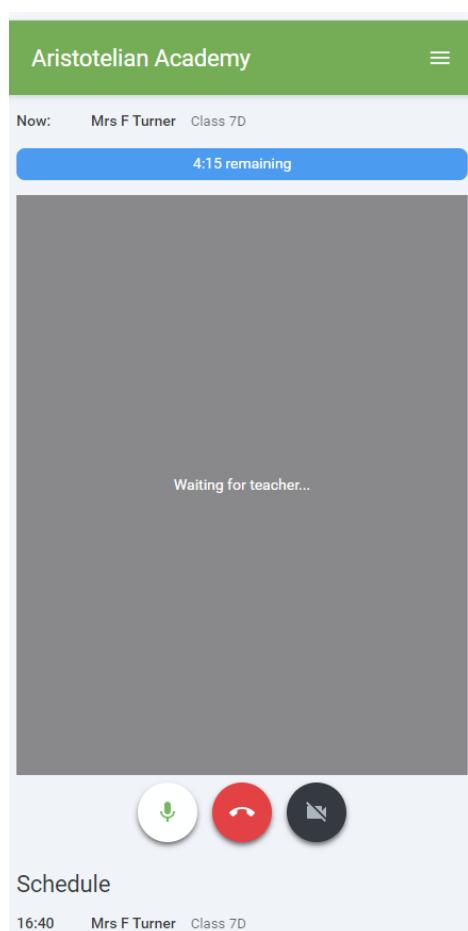 Aristotelian Academy
Now: Mrs F Turner Class 7D
4:15 remaining
Waiting for teacher...
Schedule
16:40 Mrs F Turner Class 7D